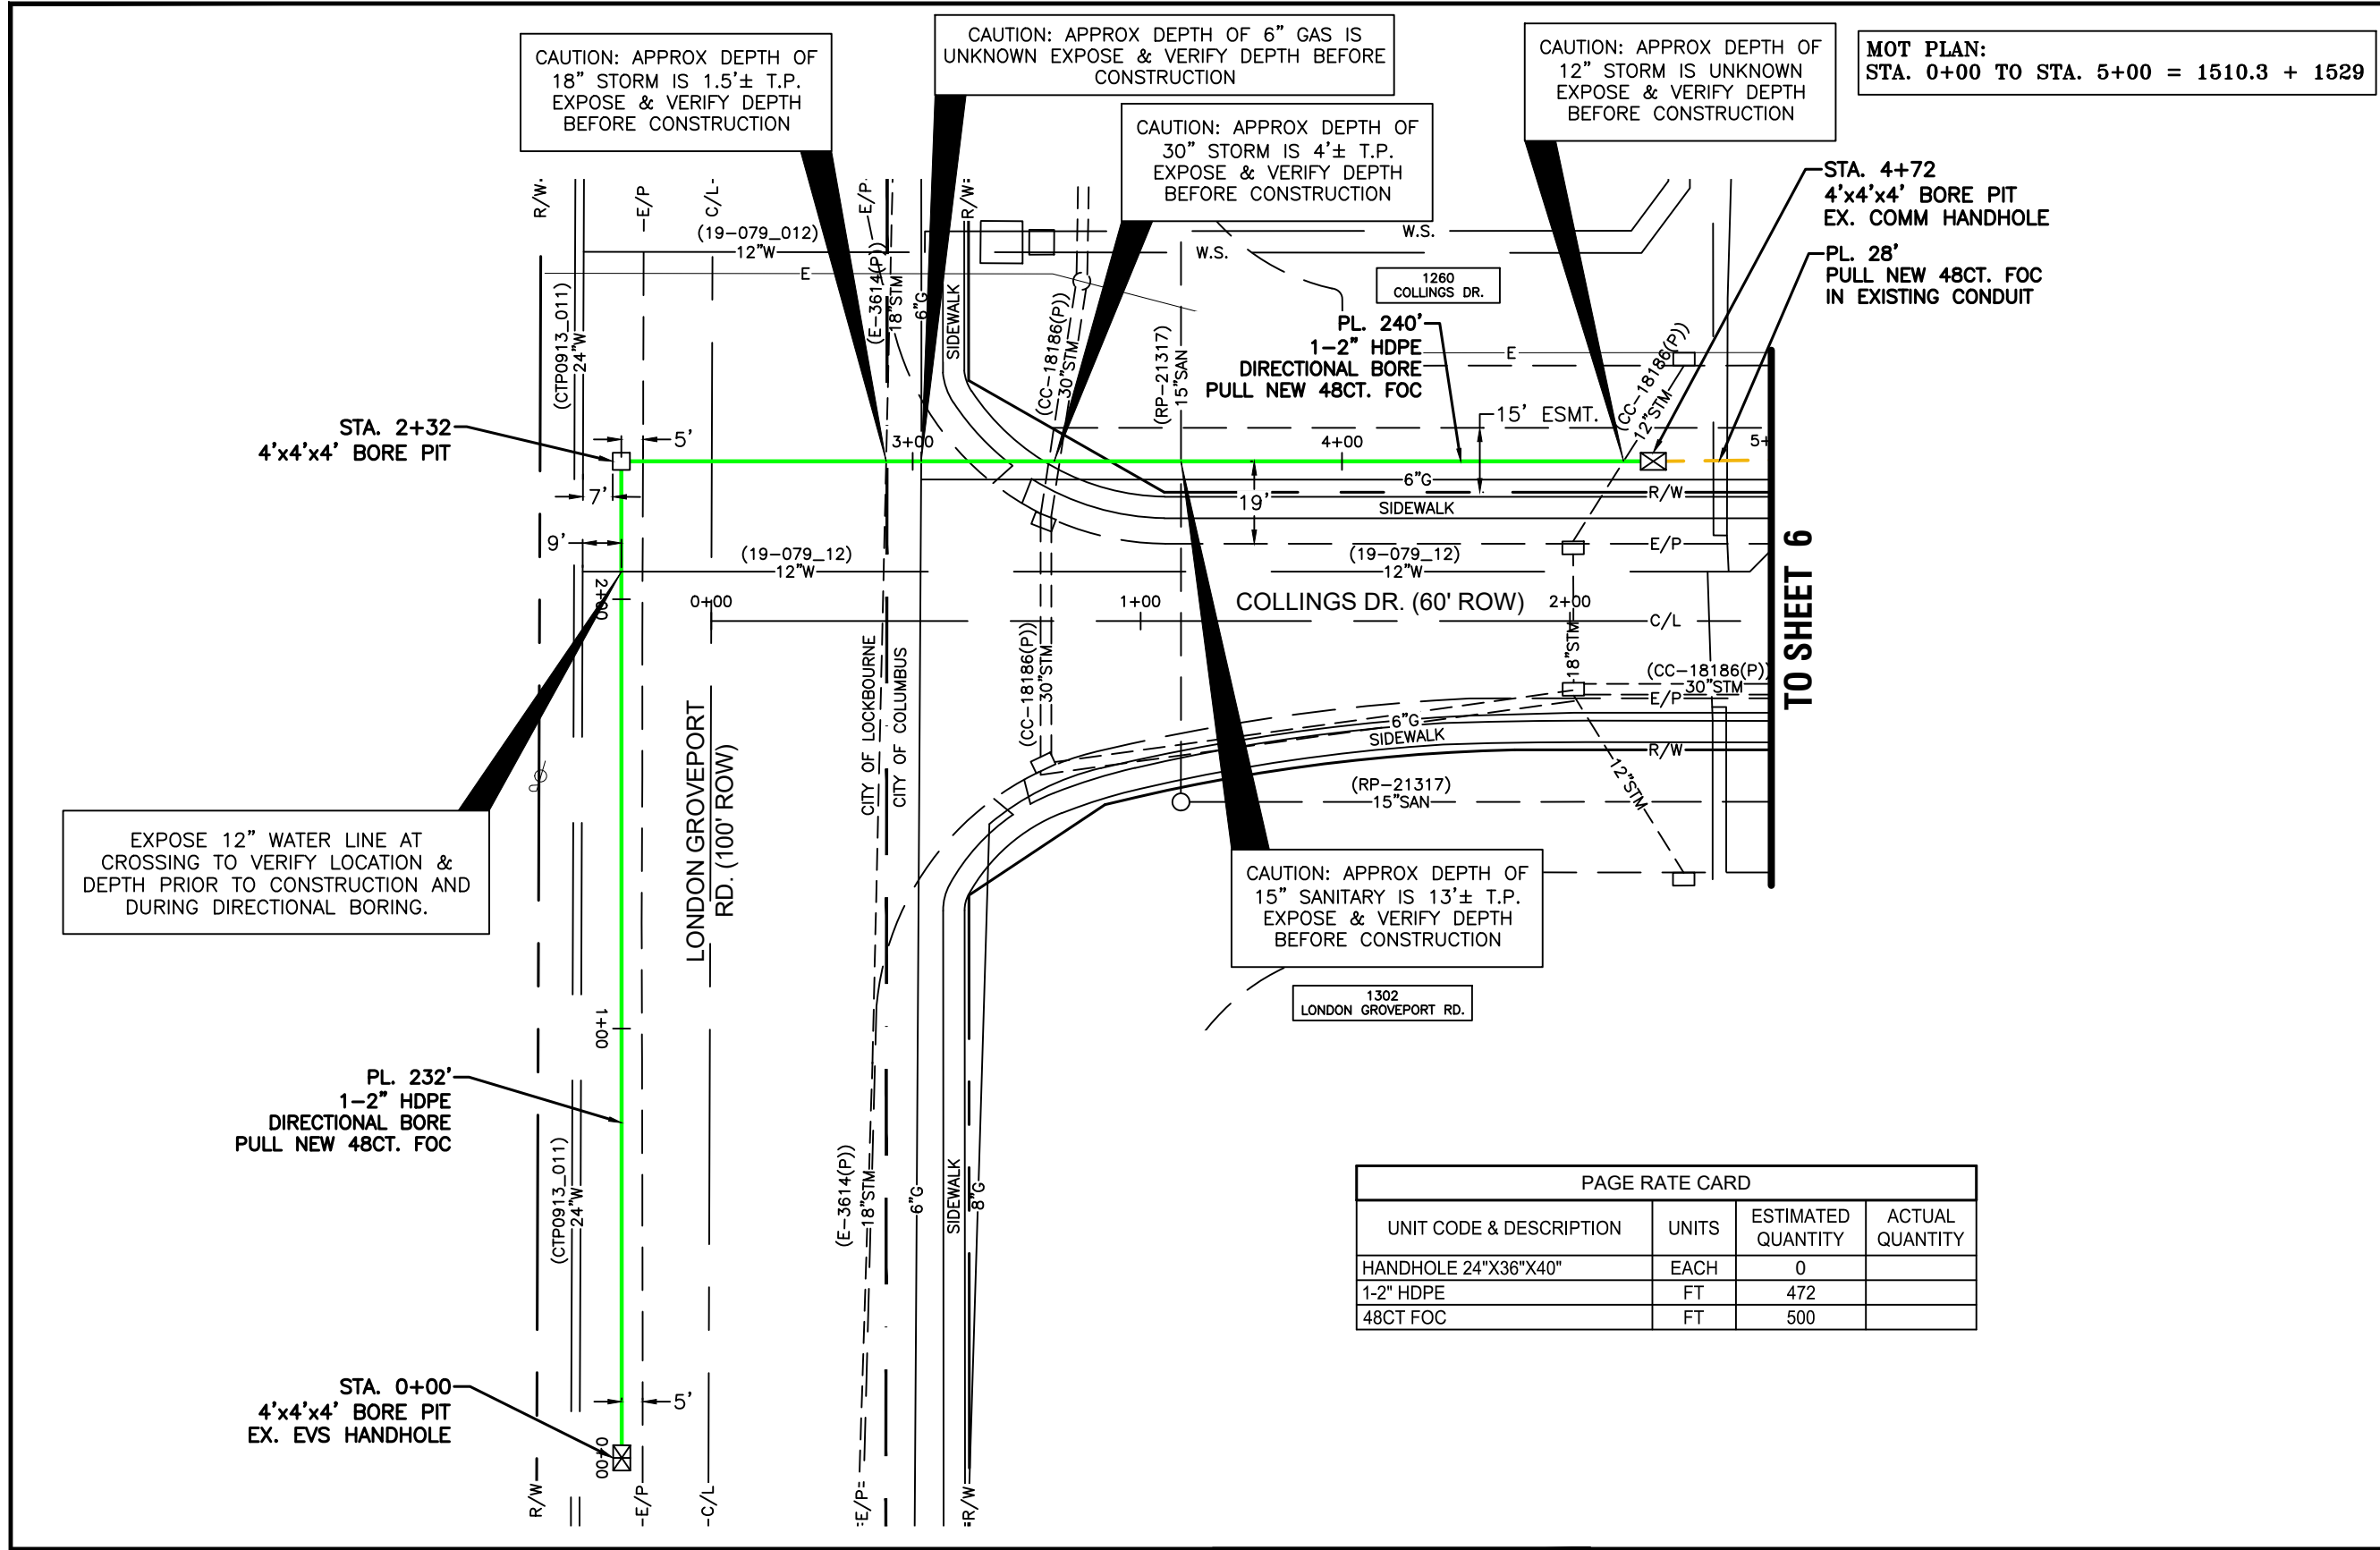 CAUTION: APPROX DEPTH OF
18" STORM IS 1.5'± T.P.
EXPOSE & VERIFY DEPTH
BEFORE CONSTRUCTION
CAUTION: APPROX DEPTH OF 6" GAS IS
UNKNOWN EXPOSE & VERIFY DEPTH BEFORE
CONSTRUCTION
CAUTION: APPROX DEPTH OF
30" STORM IS 4'± T.P.
EXPOSE & VERIFY DEPTH
BEFORE CONSTRUCTION
CAUTION: APPROX DEPTH OF
12" STORM IS UNKNOWN
EXPOSE & VERIFY DEPTH
BEFORE CONSTRUCTION
MOT PLAN:
STA. 0+00 TO STA. 5+00 = 1510.3 + 1529
STA. 4+72
4'x4'x4' BORE PIT
EX. COMM HANDHOLE
PL. 28'
PULL NEW 48CT. FOC
IN EXISTING CONDUIT
R/W
E/P
C/L
E/P
R/W
(19-079_012)
12"W
E
W.S.
W.S.
1260
COLLINGS DR.
(CTP0913_011)
24"W
(E-3614(P))
18"STM
6"G
SIDEWALK
(CC-18186(P))
30"STM
(RP-21317)
15"SAN
PL. 240'
1-2" HDPE
DIRECTIONAL BORE
PULL NEW 48CT. FOC
E
(CC-18186(P))
12"STM
15' ESMT.
STA. 2+32
4'x4'x4' BORE PIT
5'
3+00
4+00
5+
7'
19'
6"G
R/W
SIDEWALK
9'
E/P
(19-079_12)
12"W
(19-079_12)
12"W
2+00
0+00
1+00
COLLINGS DR. (60' ROW)
2+00
C/L
TO SHEET 6
CITY OF LOCKBOURNE
CITY OF COLUMBUS
(CC-18186(P))
30"STM
18"STM
(CC-18186(P))
30"STM
E/P
6"G
SIDEWALK
R/W
LONDON GROVEPORT
RD. (100' ROW)
(RP-21317)
15"SAN
12"STM
EXPOSE 12" WATER LINE AT
CROSSING TO VERIFY LOCATION &
DEPTH PRIOR TO CONSTRUCTION AND
DURING DIRECTIONAL BORING.
CAUTION: APPROX DEPTH OF
15" SANITARY IS 13'± T.P.
EXPOSE & VERIFY DEPTH
BEFORE CONSTRUCTION
1302
LONDON GROVEPORT RD.
1+00
PL. 232'
1-2" HDPE
DIRECTIONAL BORE
PULL NEW 48CT. FOC
(CTP0913_011)
24"W
(E-3614(P))
18"STM
6"G
SIDEWALK
8"G
PAGE RATE CARD
UNIT CODE & DESCRIPTION UNITS ESTIMATED QUANTITY ACTUAL QUANTITY
HANDHOLE 24"X36"X40" EACH 0
1-2" HDPE FT 472
48CT FOC FT 500
STA. 0+00
4'x4'x4' BORE PIT
EX. EVS HANDHOLE
5'
0+00
R/W
E/P
C/L
E/P
R/W